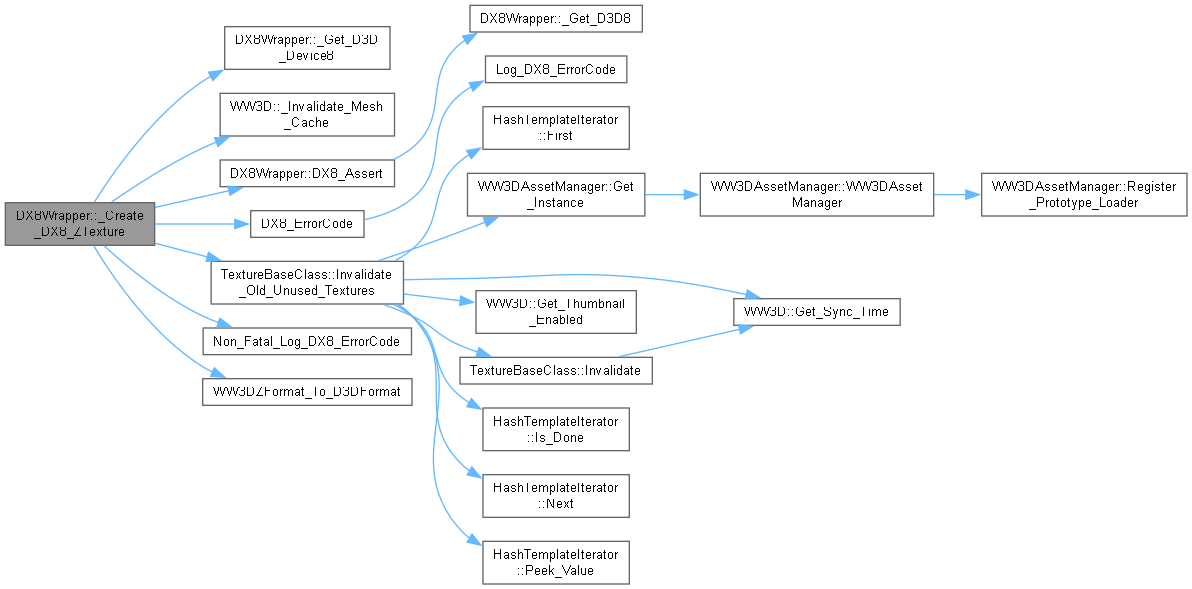 DX8Wrapper::_Create
_DX8_ZTexture
DX8Wrapper::_Get_D3D
_Device8
WW3D::_Invalidate_Mesh
_Cache
DX8Wrapper::DX8_Assert
DX8_ErrorCode
TextureBaseClass::Invalidate
_Old_Unused_Textures
Non_Fatal_Log_DX8_ErrorCode
WW3DZFormat_To_D3DFormat
DX8Wrapper::_Get_D3D8
Log_DX8_ErrorCode
HashTemplateIterator
::First
WW3DAssetManager::Get
_Instance
WW3D::Get_Thumbnail
_Enabled
TextureBaseClass::Invalidate
HashTemplateIterator
::Is_Done
HashTemplateIterator
::Next
HashTemplateIterator
::Peek_Value
WW3DAssetManager::WW3DAsset
Manager
WW3D::Get_Sync_Time
WW3DAssetManager::Register
_Prototype_Loader